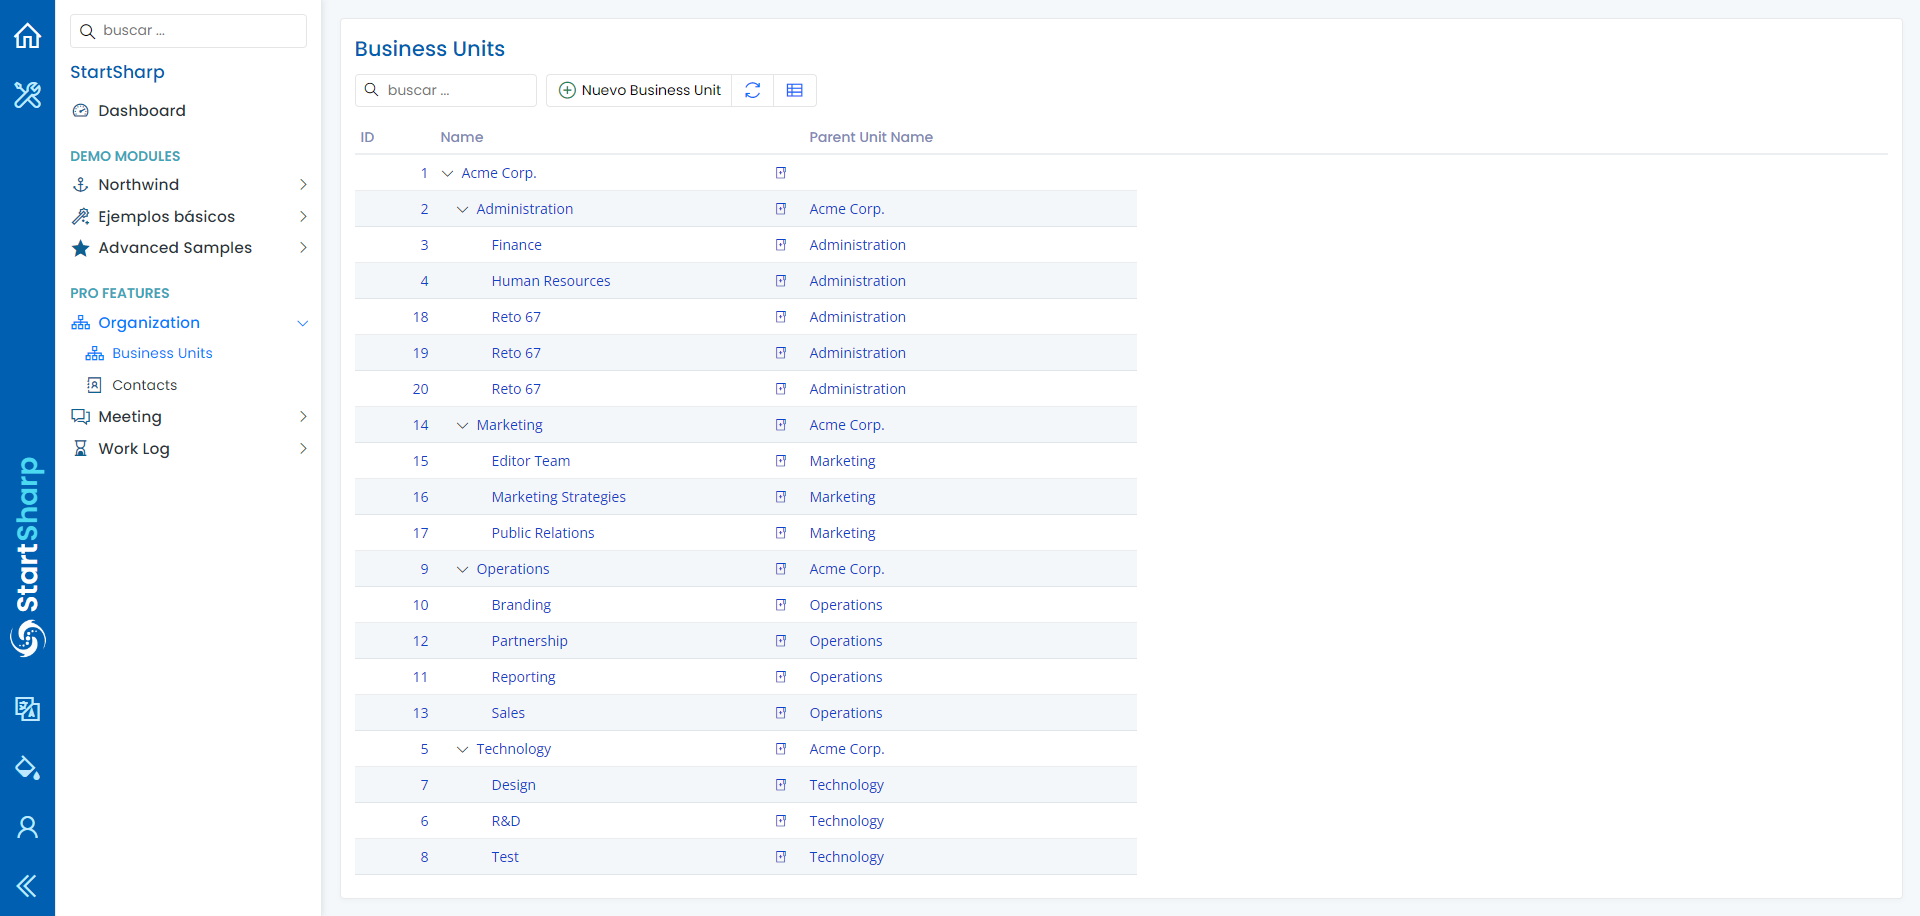 buscar ...
StartSharp
Dashboard
DEMO MODULES
Northwind
Ejemplos básicos
Advanced Samples
PRO FEATURES
Organization
Business Units
Contacts
Meeting
Work Log
StartSharp
Business Units
buscar ...
Nuevo Business Unit
ID Name Parent Unit Name
1 Acme Corp.
2 Administration Acme Corp.
3 Finance Administration
4 Human Resources Administration
18 Reto 67 Administration
19 Reto 67 Administration
20 Reto 67 Administration
14 Marketing Acme Corp.
15 Editor Team Marketing
16 Marketing Strategies Marketing
17 Public Relations Marketing
9 Operations Acme Corp.
10 Branding Operations
12 Partnership Operations
11 Reporting Operations
13 Sales Operations
5 Technology Acme Corp.
7 Design Technology
6 R&D Technology
8 Test Technology